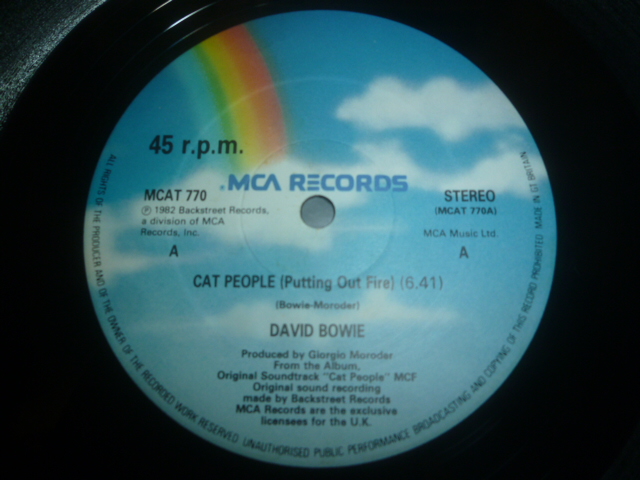 45 r.p.m.
MCA RECORDS
MCAT 770
℗ 1982 Backstreet Records,
a division of MCA
Records, Inc.
A
STEREO
(MCAT 770A)
MCA Music Ltd.
A
CAT PEOPLE (Putting Out Fire) (6.41)
(Bowie-Moroder)
DAVID BOWIE
Produced by Giorgio Moroder
From the Album,
Original Soundtrack "Cat People" MCF
Original sound recording
made by Backstreet Records
MCA Records are the exclusive
licensees for the U.K.
ALL RIGHTS OF THE PRODUCER AND OF THE OWNER OF THE RECORDED WORK RESERVED. UNAUTHORISED PUBLIC PERFORMANCE BROADCASTING AND COPYING OF THIS RECORD PROHIBITED. MADE IN GT BRITAIN